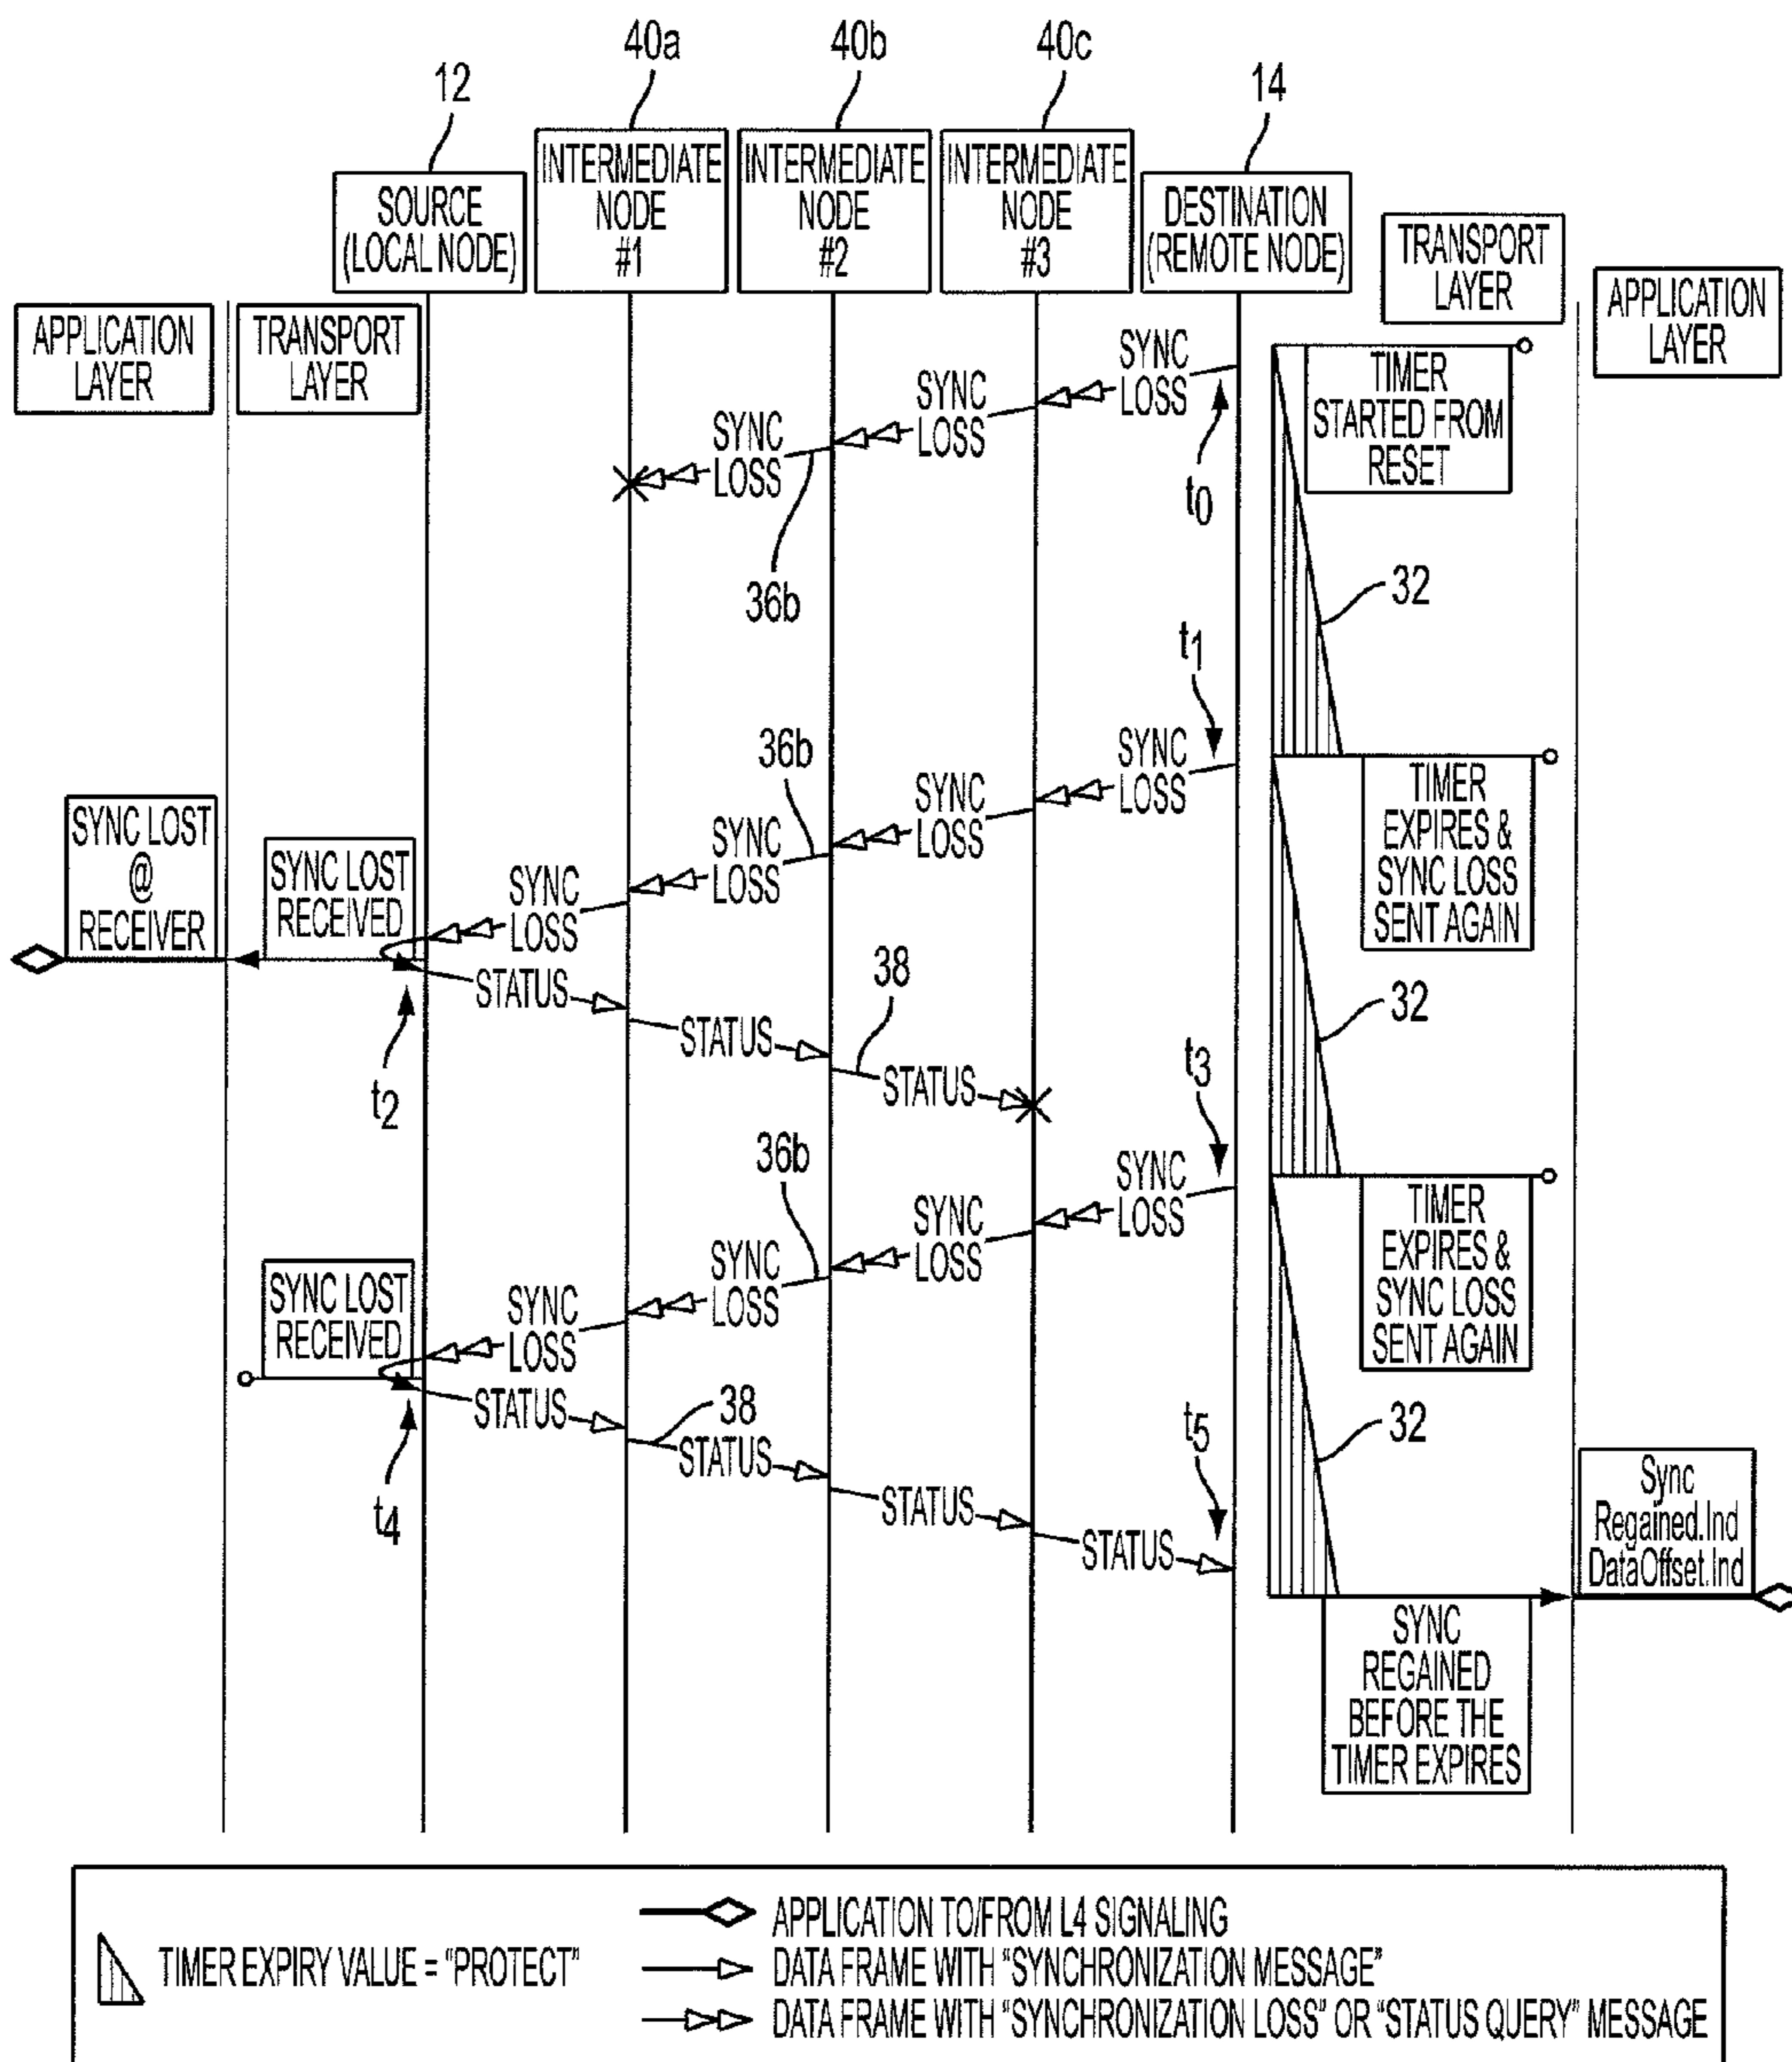 40a
40b
40c
12
14
INTERMEDIATE
NODE
#1
INTERMEDIATE
NODE
#2
INTERMEDIATE
NODE
#3
SOURCE
(LOCAL NODE)
DESTINATION
(REMOTE NODE)
TRANSPORT
LAYER
APPLICATION
LAYER
APPLICATION
LAYER
TRANSPORT
LAYER
SYNC
LOSS
SYNC
LOSS
SYNC
LOSS
t0
36b
TIMER
STARTED FROM
RESET
32
t1
SYNC
LOSS
SYNC
LOSS
36b
SYNC
LOSS
SYNC
LOSS
TIMER
EXPIRES &
SYNC LOSS
SENT AGAIN
SYNC LOST
@
RECEIVER
SYNC LOST
RECEIVED
STATUS
STATUS
38
STATUS
t2
32
t3
36b
SYNC
LOSS
SYNC
LOSS
SYNC
LOSS
SYNC
LOSS
TIMER
EXPIRES &
SYNC LOSS
SENT AGAIN
SYNC LOST
RECEIVED
STATUS
38
STATUS
STATUS
STATUS
t4
t5
32
Sync
Regained.Ind
DataOffset.Ind
SYNC
REGAINED
BEFORE THE
TIMER EXPIRES
TIMER EXPIRY VALUE = "PROTECT"
APPLICATION TO/FROM L4 SIGNALING
DATA FRAME WITH "SYNCHRONIZATION MESSAGE"
DATA FRAME WITH "SYNCHRONIZATION LOSS" OR "STATUS QUERY" MESSAGE